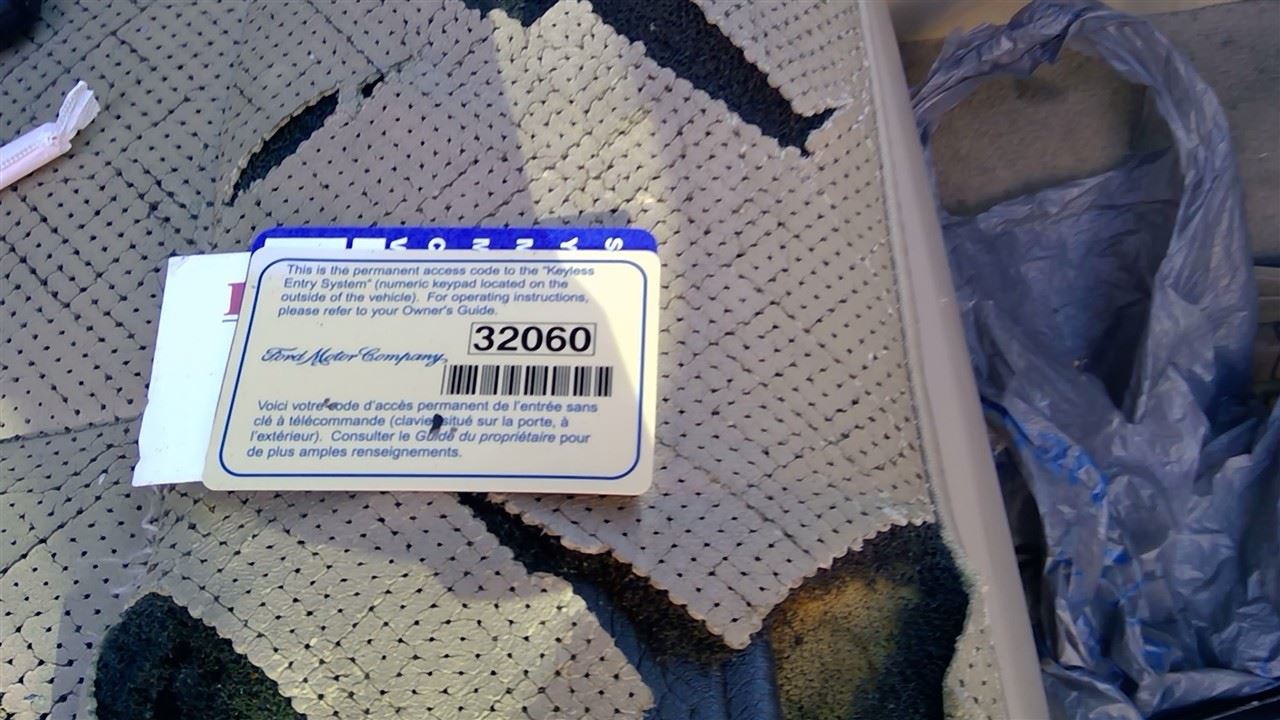 This is the permanent access code to the "Keyless
Entry System" (numeric keypad located on the
outside of the vehicle). For operating instructions,
please refer to your Owner's Guide.
32060
Ford Motor Company,
Voici votre code d'accès permanent de l'entrée sans
clé à télécommande (clavier situé sur la porte, à
l'extérieur). Consulter le Guide du propriétaire pour
de plus amples renseignements.